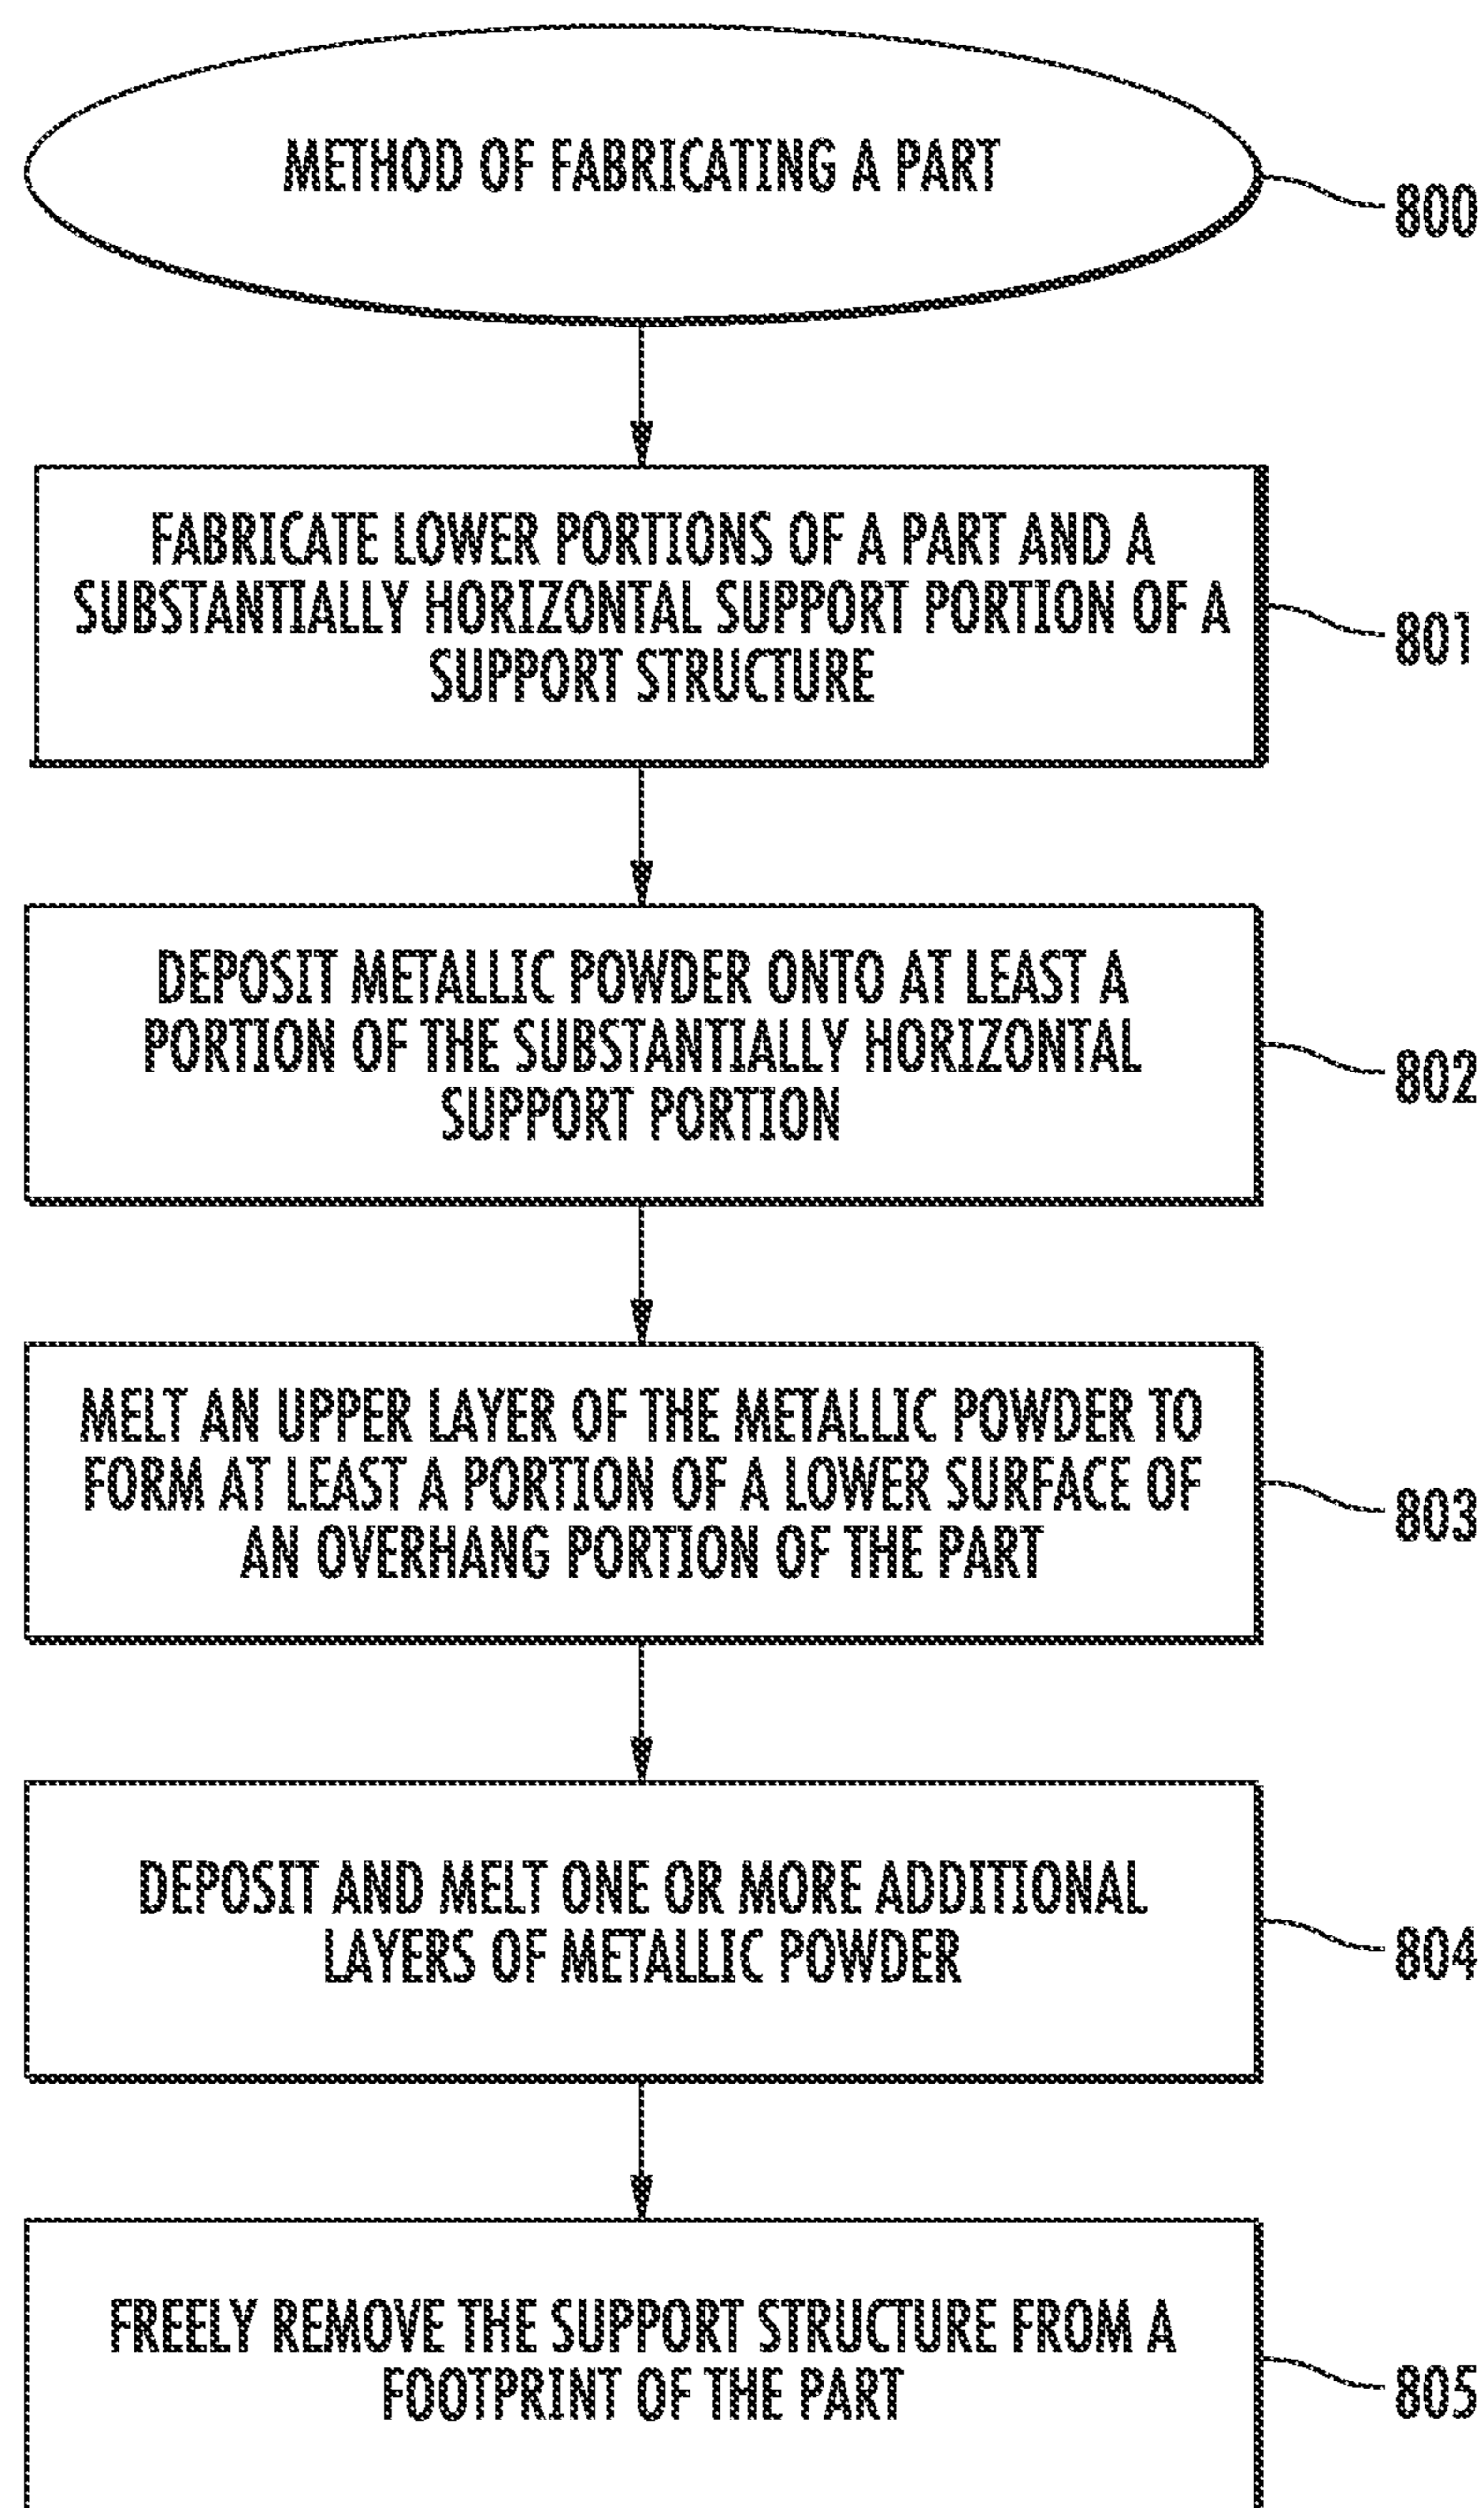 METHOD OF FABRICATING A PART
800
FABRICATE LOWER PORTIONS OF A PART AND A
SUBSTANTIALLY HORIZONTAL SUPPORT PORTION OF A
SUPPORT STRUCTURE
801
DEPOSIT METALLIC POWDER ONTO AT LEAST A
PORTION OF THE SUBSTANTIALLY HORIZONTAL
SUPPORT PORTION
802
MELT AN UPPER LAYER OF THE METALLIC POWDER TO
FORM AT LEAST A PORTION OF A LOWER SURFACE OF
AN OVERHANG PORTION OF THE PART
803
DEPOSIT AND MELT ONE OR MORE ADDITIONAL
LAYERS OF METALLIC POWDER
804
FREELY REMOVE THE SUPPORT STRUCTURE FROM A
FOOTPRINT OF THE PART
805